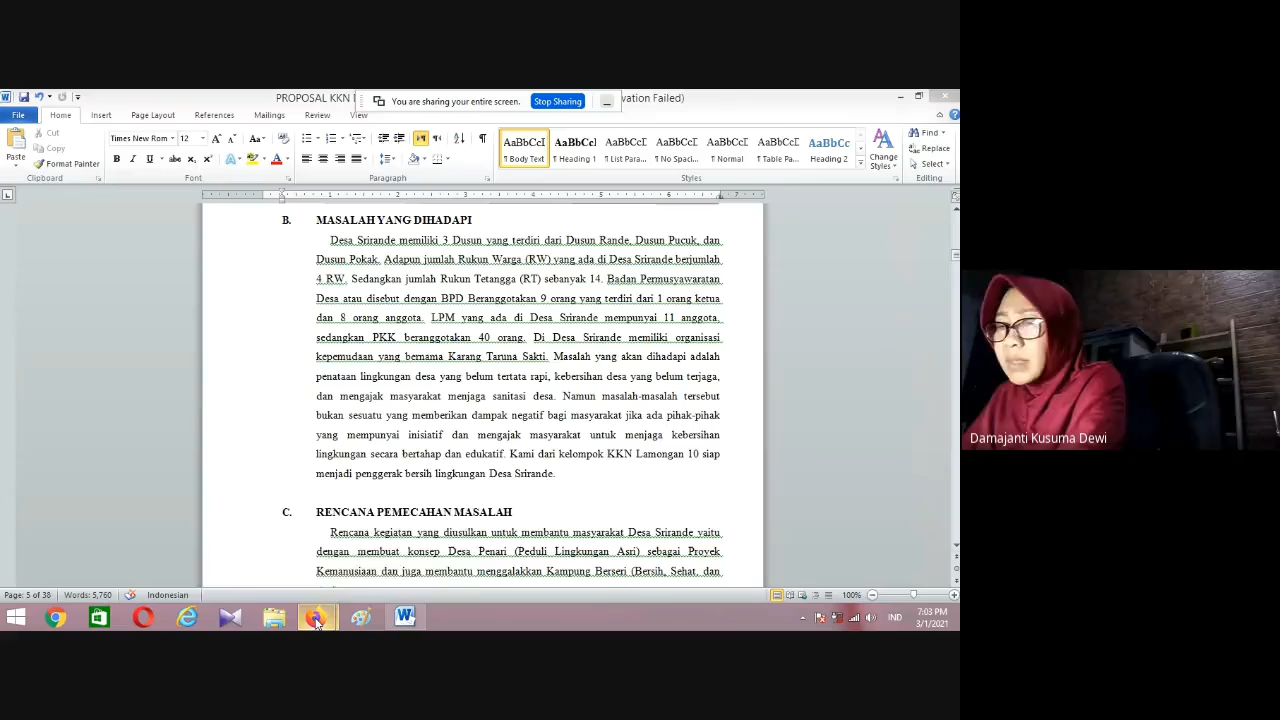 PROPOSAL KKN
You are sharing your entire screen.
Stop Sharing
vation Failed)
File
Home
Insert
Page Layout
References
Mailings
Review
View
Cut
Copy
Format Painter
Paste
Clipboard
Times New Rom
12
Font
Paragraph
AaBbCcI
AaBbCcl
AaBbCcI
AaBbCcI
AaBbCcI
AaBbCcI
AaBbCc
¶ Body Text
¶ Heading 1
¶ List Para...
¶ No Spaci...
¶ Normal
¶ Table Pa...
Heading 2
Styles
Change
Styles
Find
Replace
Select
Editing
1
2
3
4
5
6
7
B. MASALAH YANG DIHADAPI
Desa Srirande memiliki 3 Dusun yang terdiri dari Dusun Rande, Dusun Pucuk, dan
Dusun Pokak. Adapun jumlah Rukun Warga (RW) yang ada di Desa Srirande berjumlah
4 RW. Sedangkan jumlah Rukun Tetangga (RT) sebanyak 14. Badan Permusyawaratan
Desa atau disebut dengan BPD Beranggotakan 9 orang yang terdiri dari 1 orang ketua
dan 8 orang anggota. LPM yang ada di Desa Srirande mempunyai 11 anggota,
sedangkan PKK beranggotakan 40 orang. Di Desa Srirande memiliki organisasi
kepemudaan yang bernama Karang Taruna Sakti. Masalah yang akan dihadapi adalah
penataan lingkungan desa yang belum tertata rapi, kebersihan desa yang belum terjaga,
dan mengajak masyarakat menjaga sanitasi desa. Namun masalah-masalah tersebut
bukan sesuatu yang memberikan dampak negatif bagi masyarakat jika ada pihak-pihak
yang mempunyai inisiatif dan mengajak masyarakat untuk menjaga kebersihan
lingkungan secara bertahap dan edukatif. Kami dari kelompok KKN Lamongan 10 siap
menjadi penggerak bersih lingkungan Desa Srirande.
C. RENCANA PEMECAHAN MASALAH
Rencana kegiatan yang diusulkan untuk membantu masyarakat Desa Srirande yaitu
dengan membuat konsep Desa Penari (Peduli Lingkungan Asri) sebagai Proyek
Kemanusiaan dan juga membantu menggalakkan Kampung Berseri (Bersih, Sehat, dan
Damajanti Kusuma Dewi
Page: 5 of 38
Words: 5,760
Indonesian
100%
IND
7:03 PM
3/1/2021